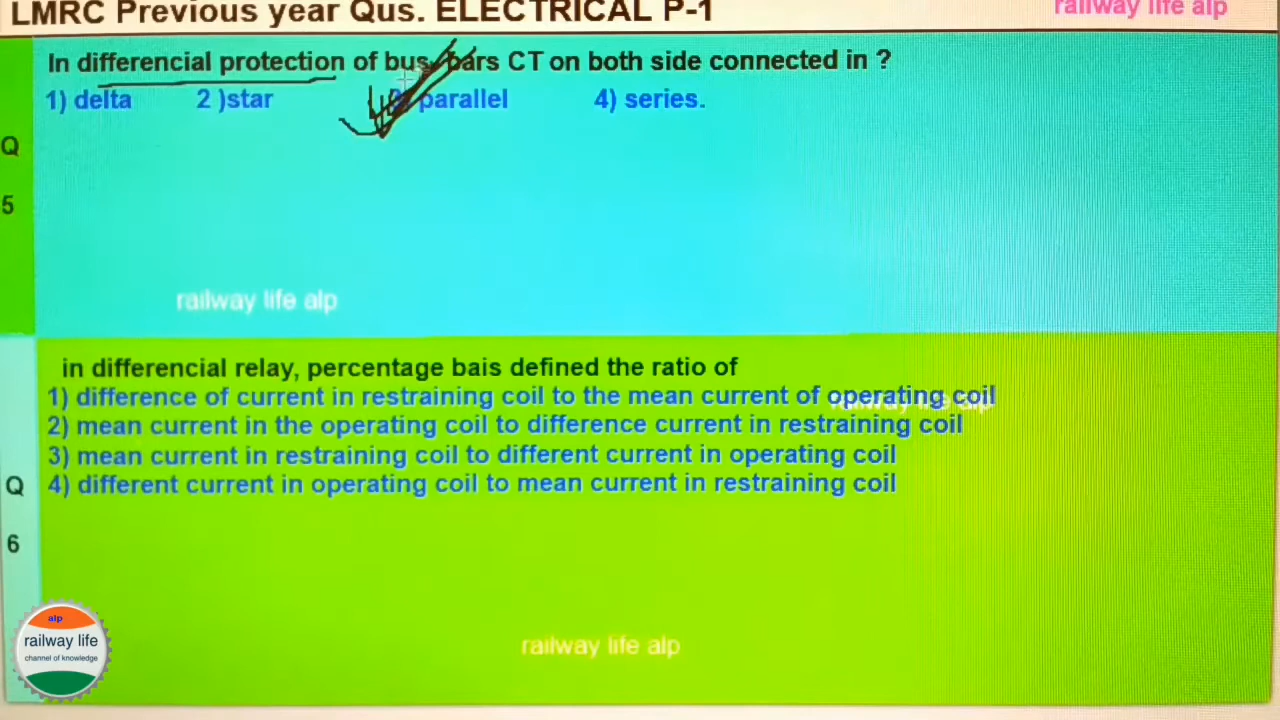 LMRC Previous year Qus. ELECTRICAL P-1
railway life alp
In differencial protection of bus bars CT on both side connected in ?
1) delta 2 )star 3) parallel 4) series.
Q
5
railway life alp
in differencial relay, percentage bais defined the ratio of
1) difference of current in restraining coil to the mean current of operating coil
railway life alp
2) mean current in the operating coil to difference current in restraining coil
3) mean current in restraining coil to different current in operating coil
Q 4) different current in operating coil to mean current in restraining coil
6
alp
railway life
channel of knowledge
railway life alp